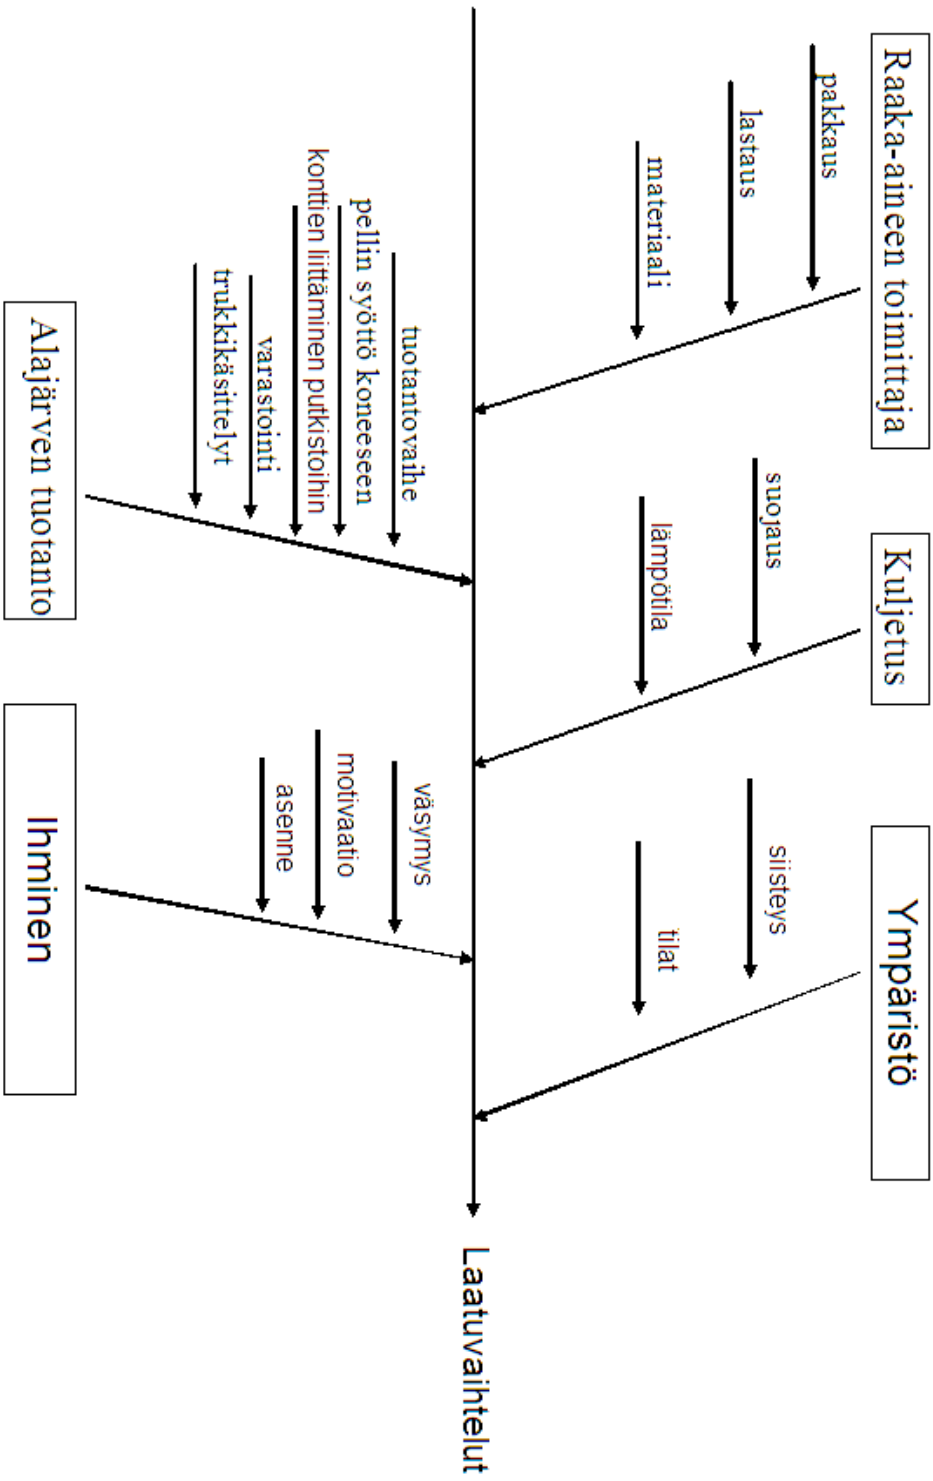 Raaka-aineen toimittaja
pakkaus
lastaus
materiaali
Kuljetus
suojaus
lämpötila
Ympäristö
siisteys
tilat
Laatuvaihtelut
tuotantovaihe
pellin syöttö koneeseen
konttien liittäminen putkistoihin
varastointi
trukkikäsittelyt
Alajärven tuotanto
väsymys
motivaatio
asenne
Ihminen